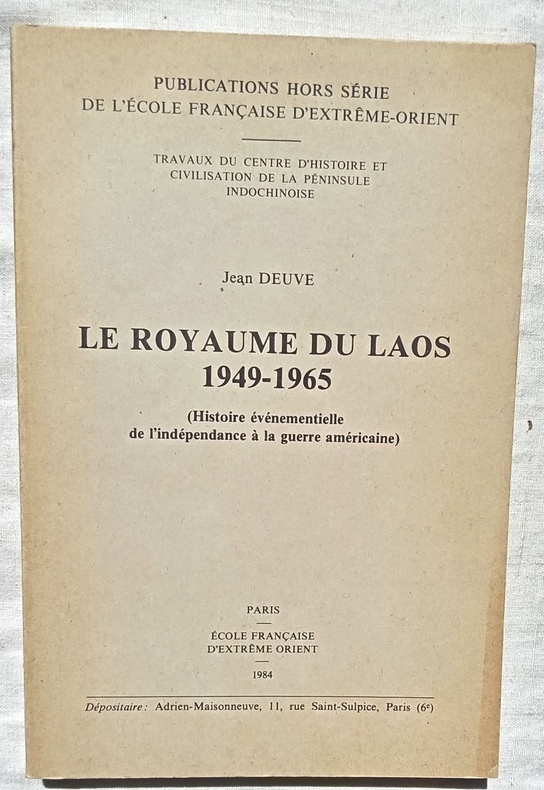 PUBLICATIONS HORS SÉRIE
DE L'ÉCOLE FRANÇAISE D'EXTRÊME-ORIENT
TRAVAUX DU CENTRE D'HISTOIRE ET
CIVILISATION DE LA PÉNINSULE
INDOCHINOISE
Jean DEUVE
LE ROYAUME DU LAOS
1949-1965
(Histoire événementielle
de l'indépendance à la guerre américaine)
PARIS
ÉCOLE FRANÇAISE
D'EXTRÊME ORIENT
1984
Dépositaire : Adrien-Maisonneuve, 11, rue Saint-Sulpice, Paris (6e)